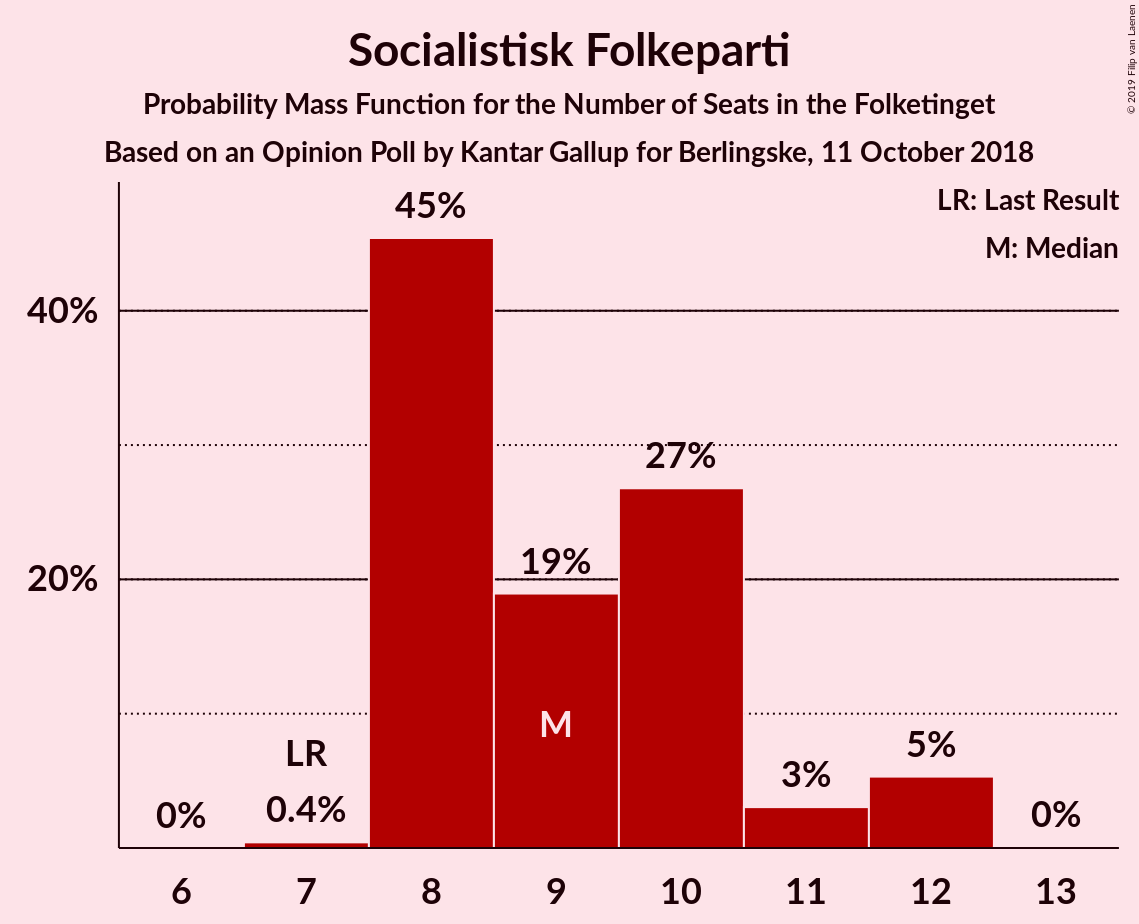 Socialistisk Folkeparti
Probability Mass Function for the Number of Seats in the Folketinget
Based on an Opinion Poll by Kantar Gallup for Berlingske, 11 October 2018
© 2019 Filip van Laenen
LR: Last Result
M: Median
45%
40%
27%
19%
20%
M
LR
5%
3%
0%
0.4%
0%
6 7 8 9 10 11 12 13